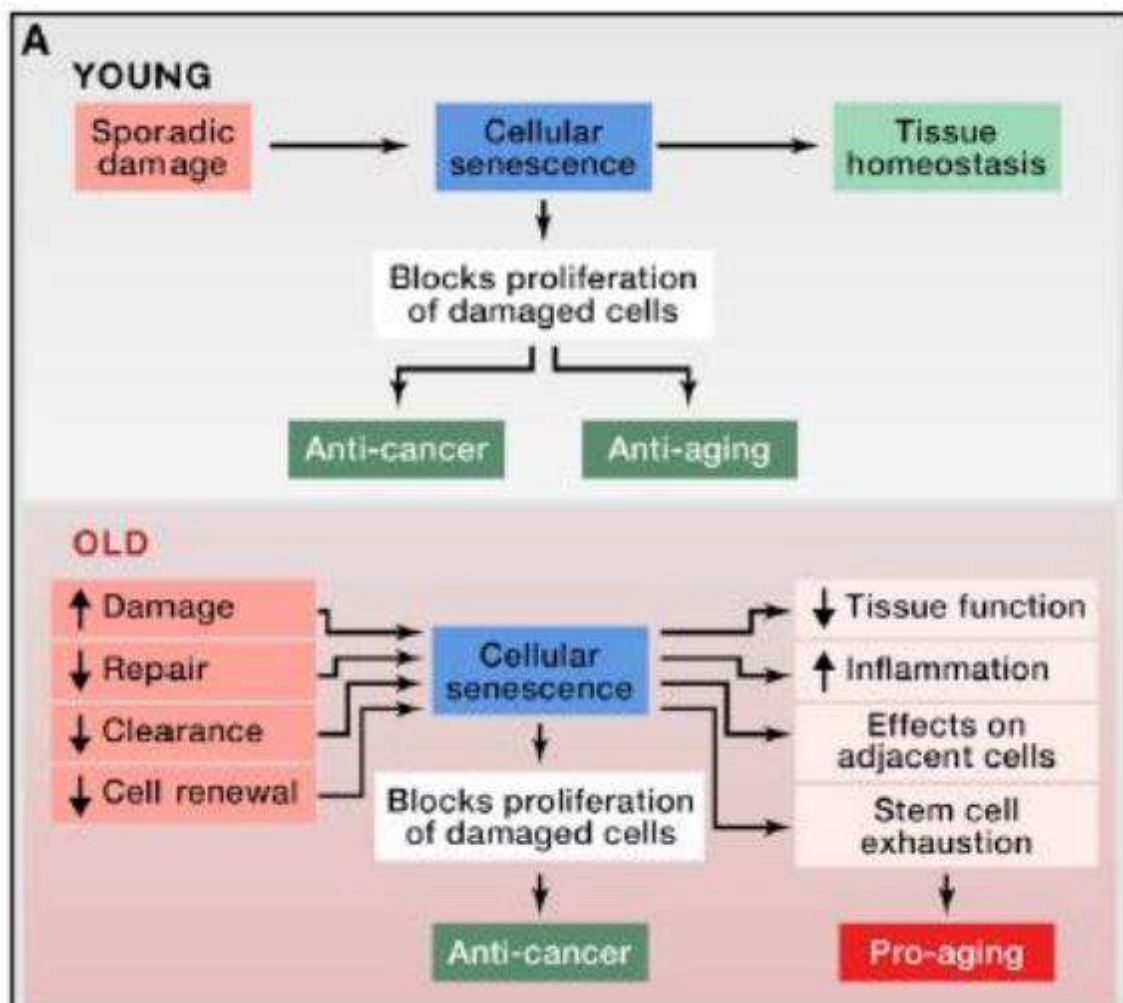 A
YOUNG
Sporadic
damage
Cellular
senescence
Tissue
homeostasis
Blocks proliferation
of damaged cells
Anti-cancer
Anti-aging
OLD
↑ Damage
↓ Repair
↓ Clearance
↓ Cell renewal
Cellular
senescence
Blocks proliferation
of damaged cells
Anti-cancer
↓ Tissue function
↑ Inflammation
Effects on
adjacent cells
Stem cell
exhaustion
Pro-aging